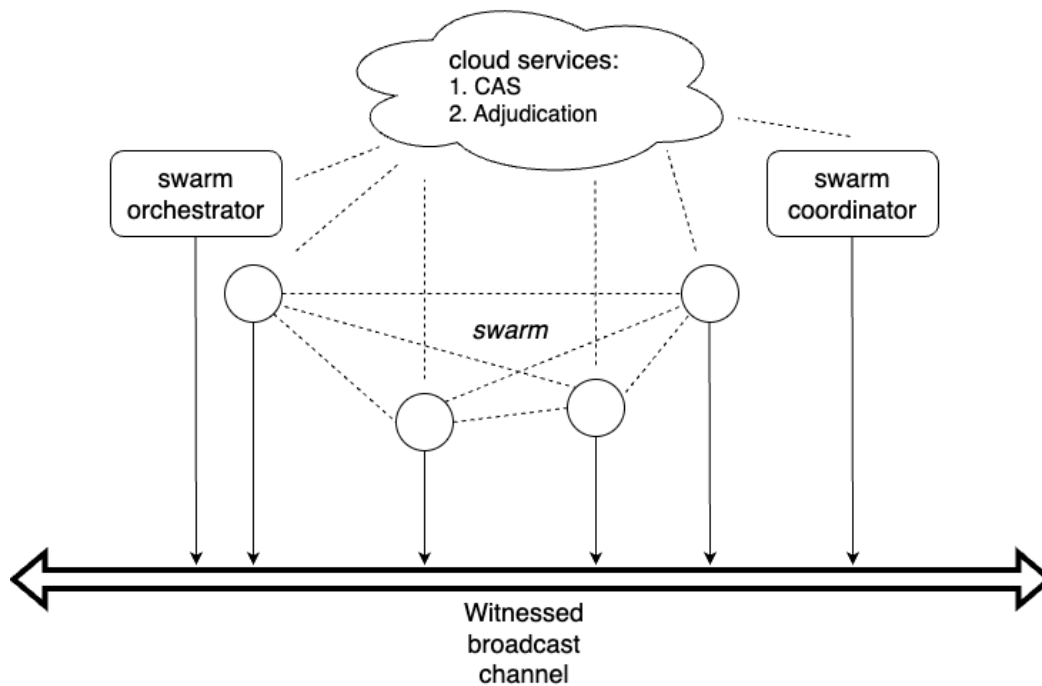 cloud services:
1. CAS
2. Adjudication
swarm
orchestrator
swarm
coordinator
swarm
Witnessed
broadcast
channel